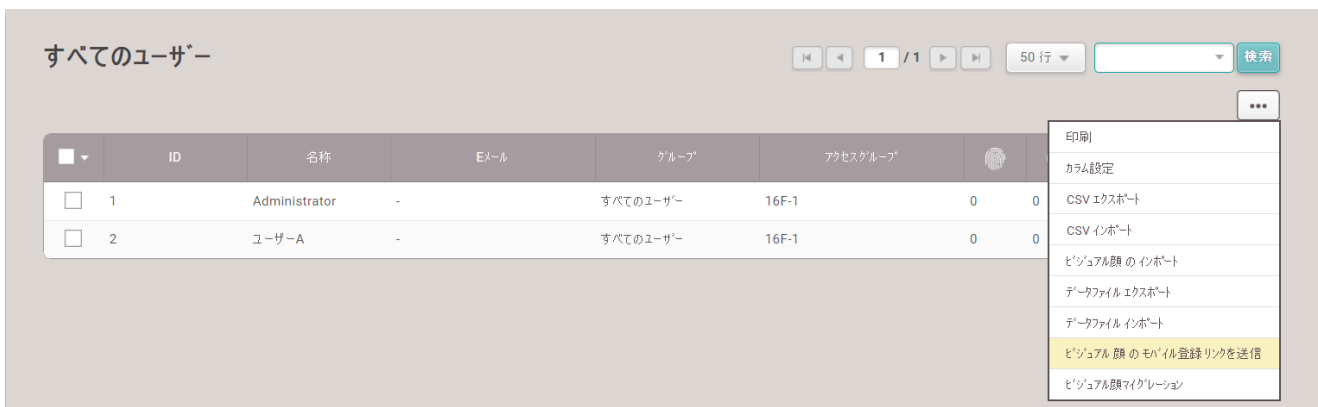 すべてのユーザー
1 / 1 50 行 検索
ID 名称 Eメール グループ アクセスグループ
1 Administrator - すべてのユーザー 16F-1 0 0
2 ユーザーA - すべてのユーザー 16F-1 0 0
印刷
カラム設定
CSV エクスポート
CSV インポート
ビジュアル顔 の インポート
データファイル エクスポート
データファイル インポート
ビジュアル 顔 の モバイル登録 リンクを送信
ビジュアル顔マイグレーション